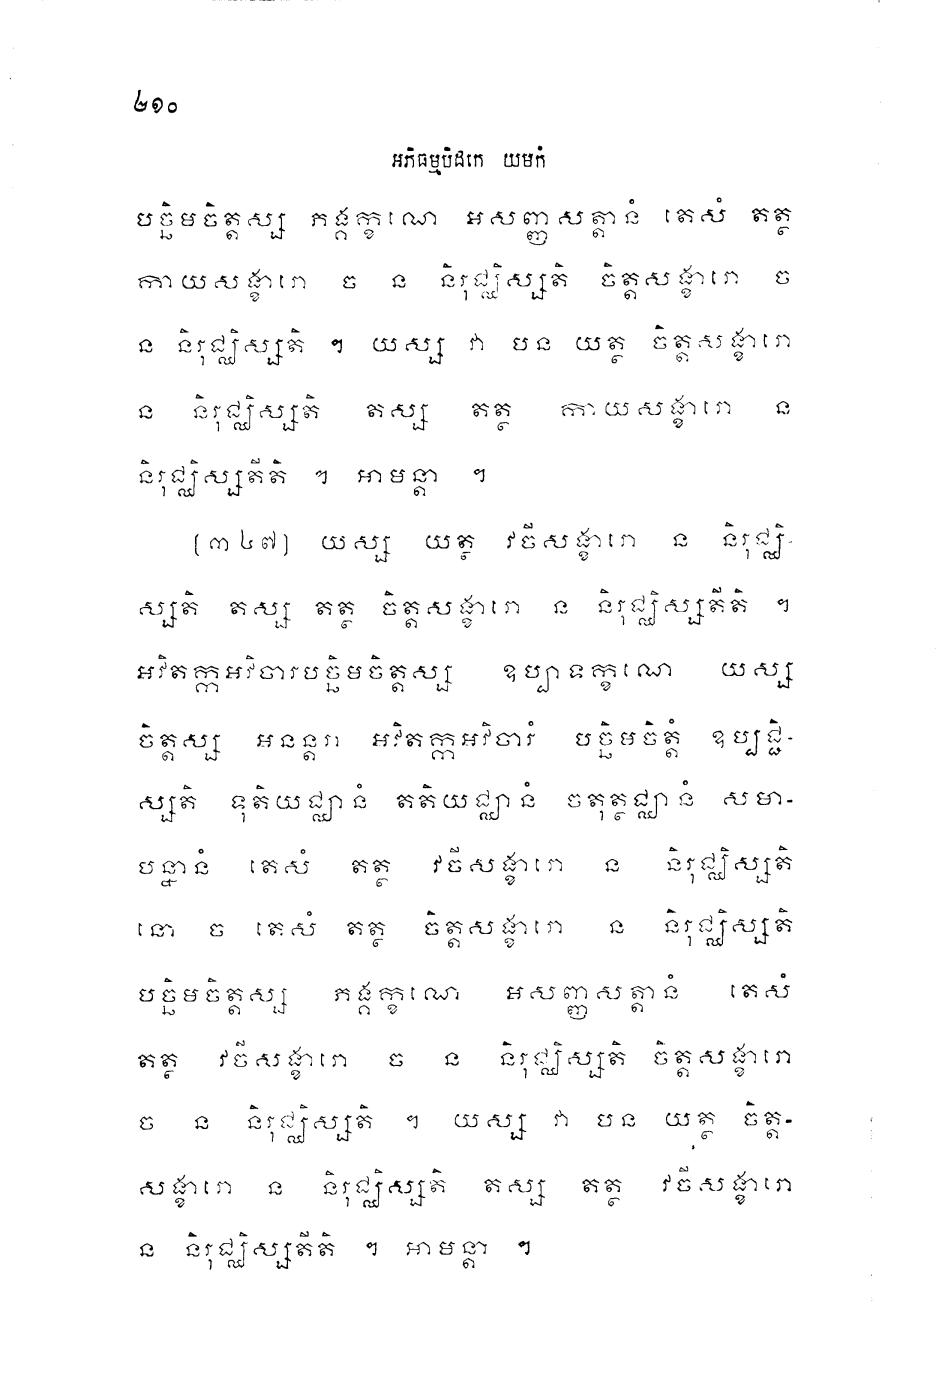 ២១០
អភិធម្មបិដកេ យមកំ
បច្ឆិមចិត្តស្ស ភង្គក្ខណេ អសញ្ញសត្តានំ តេសំ តត្ថ
កាយសង្ខារោ ច ន និរុជ្ឈិស្សតិ ចិត្តសង្ខារោ ច
ន និរុជ្ឈិស្សតិ ។ យស្ស វា បន យត្ថ ចិត្តសង្ខារោ
ន និរុជ្ឈិស្សតិ តស្ស តត្ថ កាយសង្ខារោ ន
និរុជ្ឈិស្សតីតិ ។ អាមន្តា ។
[៣៤៧] យស្ស យត្ថ វចីសង្ខារោ ន និរុជ្ឈិ-
ស្សតិ តស្ស តត្ថ ចិត្តសង្ខារោ ន និរុជ្ឈិស្សតីតិ ។
អវិតក្កអវិចារបច្ឆិមចិត្តស្ស ឧប្បាទក្ខណេ យស្ស
ចិត្តស្ស អនន្តរា អវិតក្កអវិចារំ បច្ឆិមចិត្តំ ឧប្បជ្ជិ-
ស្សតិ ទុតិយជ្ឈានំ តតិយជ្ឈានំ ចតុត្ថជ្ឈានំ សមា-
បន្នានំ តេសំ តត្ថ វចីសង្ខារោ ន និរុជ្ឈិស្សតិ
នោ ច តេសំ តត្ថ ចិត្តសង្ខារោ ន និរុជ្ឈិស្សតិ
បច្ឆិមចិត្តស្ស ភង្គក្ខណេ អសញ្ញសត្តានំ តេសំ
តត្ថ វចីសង្ខារោ ច ន និរុជ្ឈិស្សតិ ចិត្តសង្ខារោ
ច ន និរុជ្ឈិស្សតិ ។ យស្ស វា បន យត្ថ ចិត្ត-
សង្ខារោ ន និរុជ្ឈិស្សតិ តស្ស តត្ថ វចីសង្ខារោ
ន និរុជ្ឈិស្សតីតិ ។ អាមន្តា ។